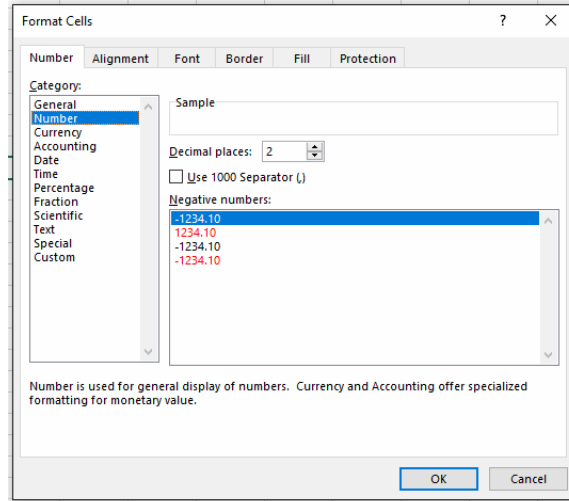 Format Cells ? X
Number Alignment Font Border Fill Protection
Category:
General
Number
Currency
Accounting
Date
Time
Percentage
Fraction
Scientific
Text
Special
Custom
Sample
Decimal places: 2
Use 1000 Separator (,)
Negative numbers:
-1234.10
1234.10
-1234.10
-1234.10
Number is used for general display of numbers. Currency and Accounting offer specialized
formatting for monetary value.
OK Cancel